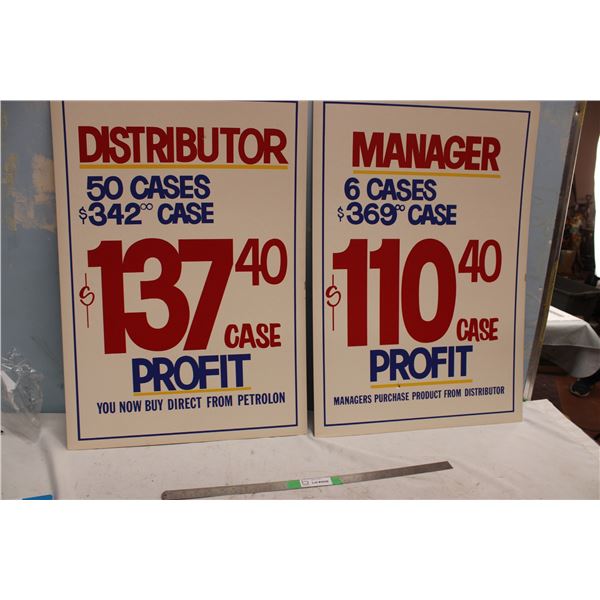 DISTRIBUTOR
50 CASES
$342 00 CASE
$137 40
CASE
PROFIT
YOU NOW BUY DIRECT FROM PETROLON
MANAGER
6 CASES
$369 00 CASE
$110 40
CASE
PROFIT
MANAGERS PURCHASE PRODUCT FROM DISTRIBUTOR